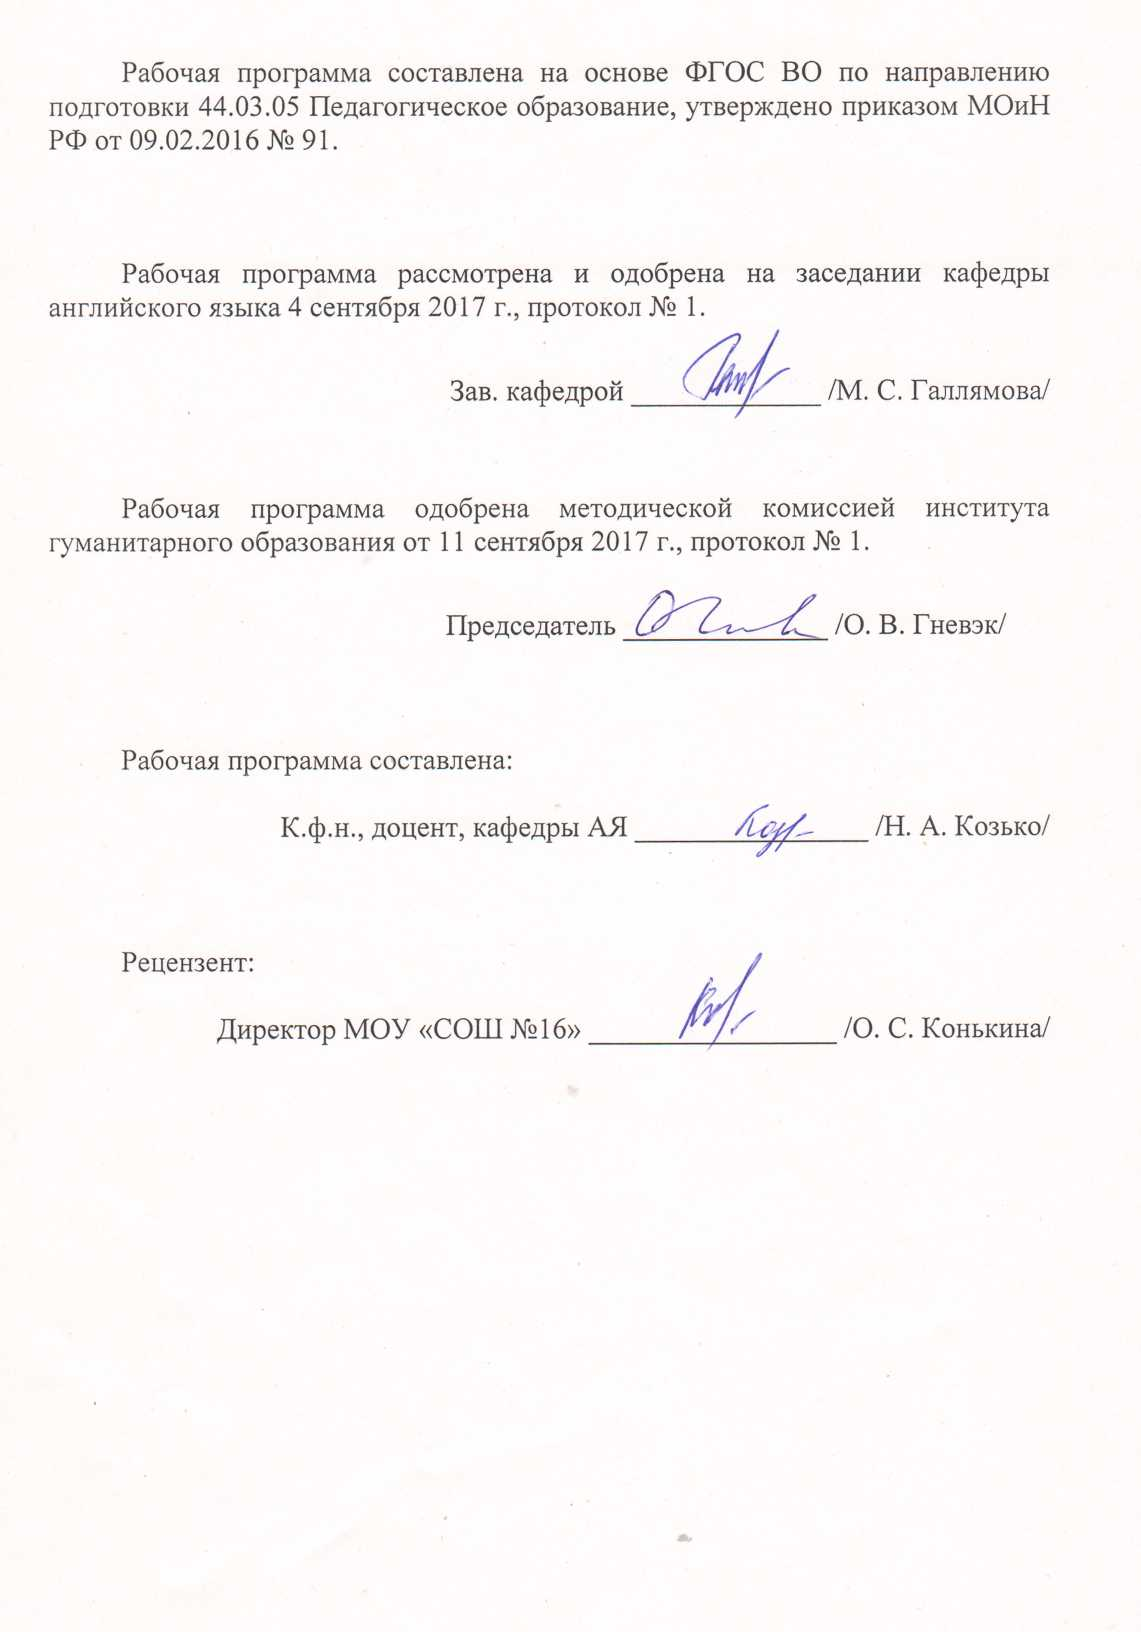 Рабочая программа составлена на основе ФГОС ВО по направлению
подготовки 44.03.05 Педагогическое образование, утверждено приказом МОиН
РФ от 09.02.2016 № 91.
Рабочая программа рассмотрена и одобрена на заседании кафедры
английского языка 4 сентября 2017 г., протокол № 1.
Зав. кафедрой /М. С. Галлямова/
Рабочая программа одобрена методической комиссией института
гуманитарного образования от 11 сентября 2017 г., протокол № 1.
Председатель /О. В. Гневэк/
Рабочая программа составлена:
К.ф.н., доцент, кафедры АЯ /Н. А. Козько/
Рецензент:
Директор МОУ «СОШ №16» /О. С. Конькина/